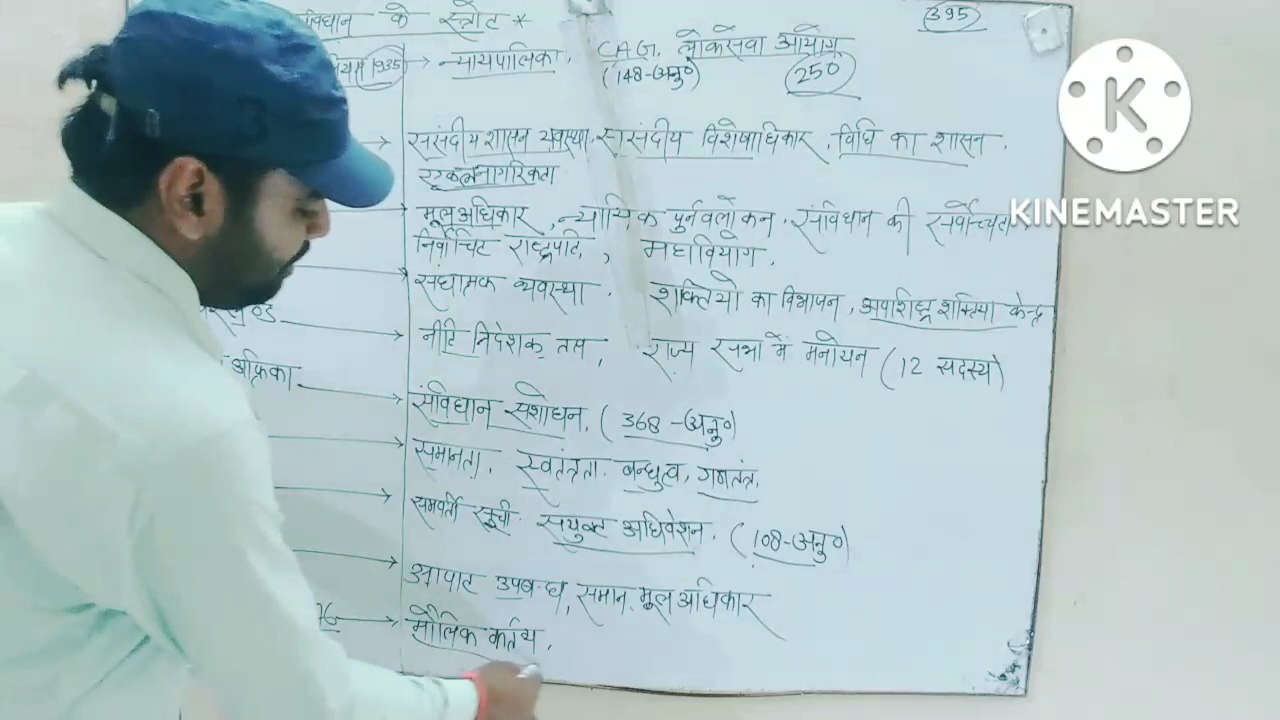 संविधान के स्त्रोत *
395
1935 → न्यायपालिका, CAG, लोकसेवा आयोग
(148-अनु०) 250
संसदीय शासन व्यवस्था, संसदीय विशेषाधिकार, विधि का शासन,
एकल नागरिकता
मूल अधिकार, न्यायिक पुर्नवलोकन, संविधान की सर्वोच्चता,
निर्वाचित राष्ट्रपति, महाभियोग,
संघात्मक व्यवस्था, शक्तियो का विभाजन, अवशिष्ट शक्तिया केन्द्र
नीति निदेशक तत्व, राज्य सभा में मनोयन (12 सदस्य)
अफ्रिका
संविधान संशोधन, (368-अनु०)
समानता, स्वतंत्रता, बन्धुत्व, गणतंत्र,
समवर्ती सूची, सयुक्त अधिवेशन, (108-अनु०)
आपात उपबन्ध, समान, मूल अधिकार
76 → मौलिक कर्तव्य,
K
KINEMASTER